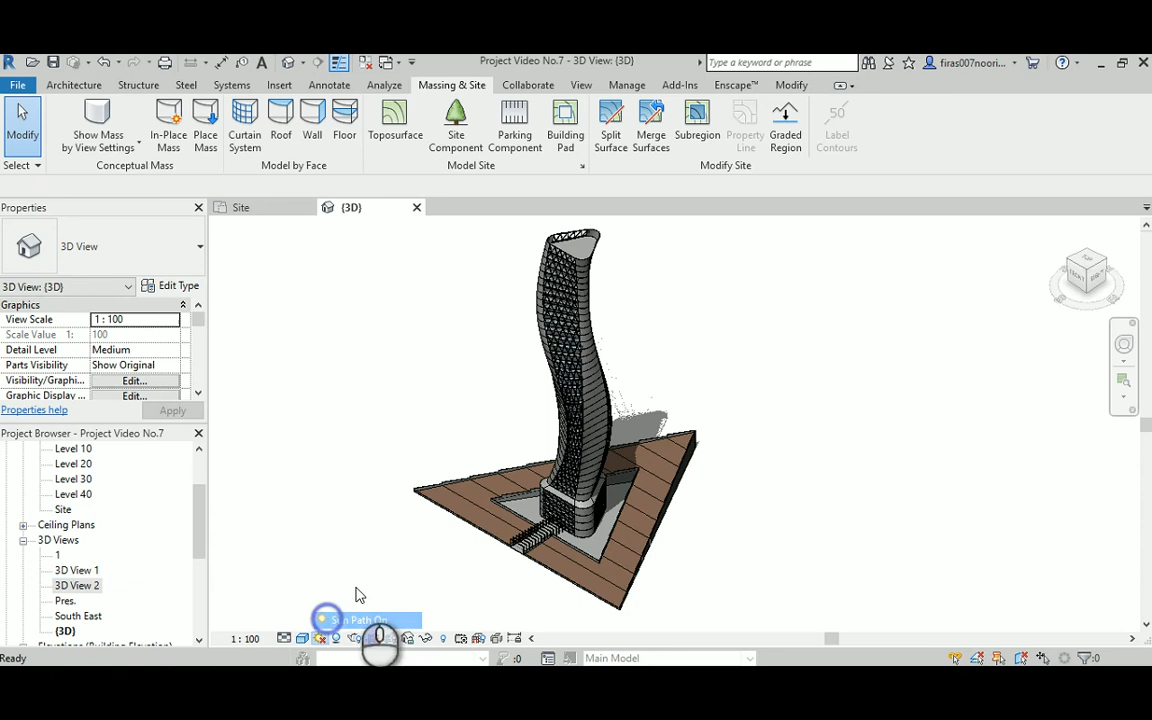 Project Video No.7 - 3D View: {3D}
Type a keyword or phrase
firas007noori...
File Architecture Structure Steel Systems Insert Annotate Analyze Massing & Site Collaborate View Manage Add-Ins Enscape™ Modify
Modify
Show Mass
by View Settings
In-Place
Mass
Place
Mass
Curtain
System
Roof
Wall
Floor
Toposurface
Site
Component
Parking
Component
Building
Pad
Split
Surface
Merge
Surfaces
Subregion
Property
Line
Graded
Region
50
Label
Contours
Select
Conceptual Mass
Model by Face
Model Site
Modify Site
Properties
Site
{3D}
3D View
3D View: {3D}
Edit Type
Graphics
View Scale 1 : 100
Scale Value 1: 100
Detail Level Medium
Parts Visibility Show Original
Visibility/Graphi... Edit...
Graphic Display ... Edit...
Properties help
Apply
Project Browser - Project Video No.7
Level 10
Level 20
Level 30
Level 40
Site
Ceiling Plans
3D Views
1
3D View 1
3D View 2
Pres.
South East
{3D}
Sun Path On
1 : 100
Ready
:0
Main Model
:0